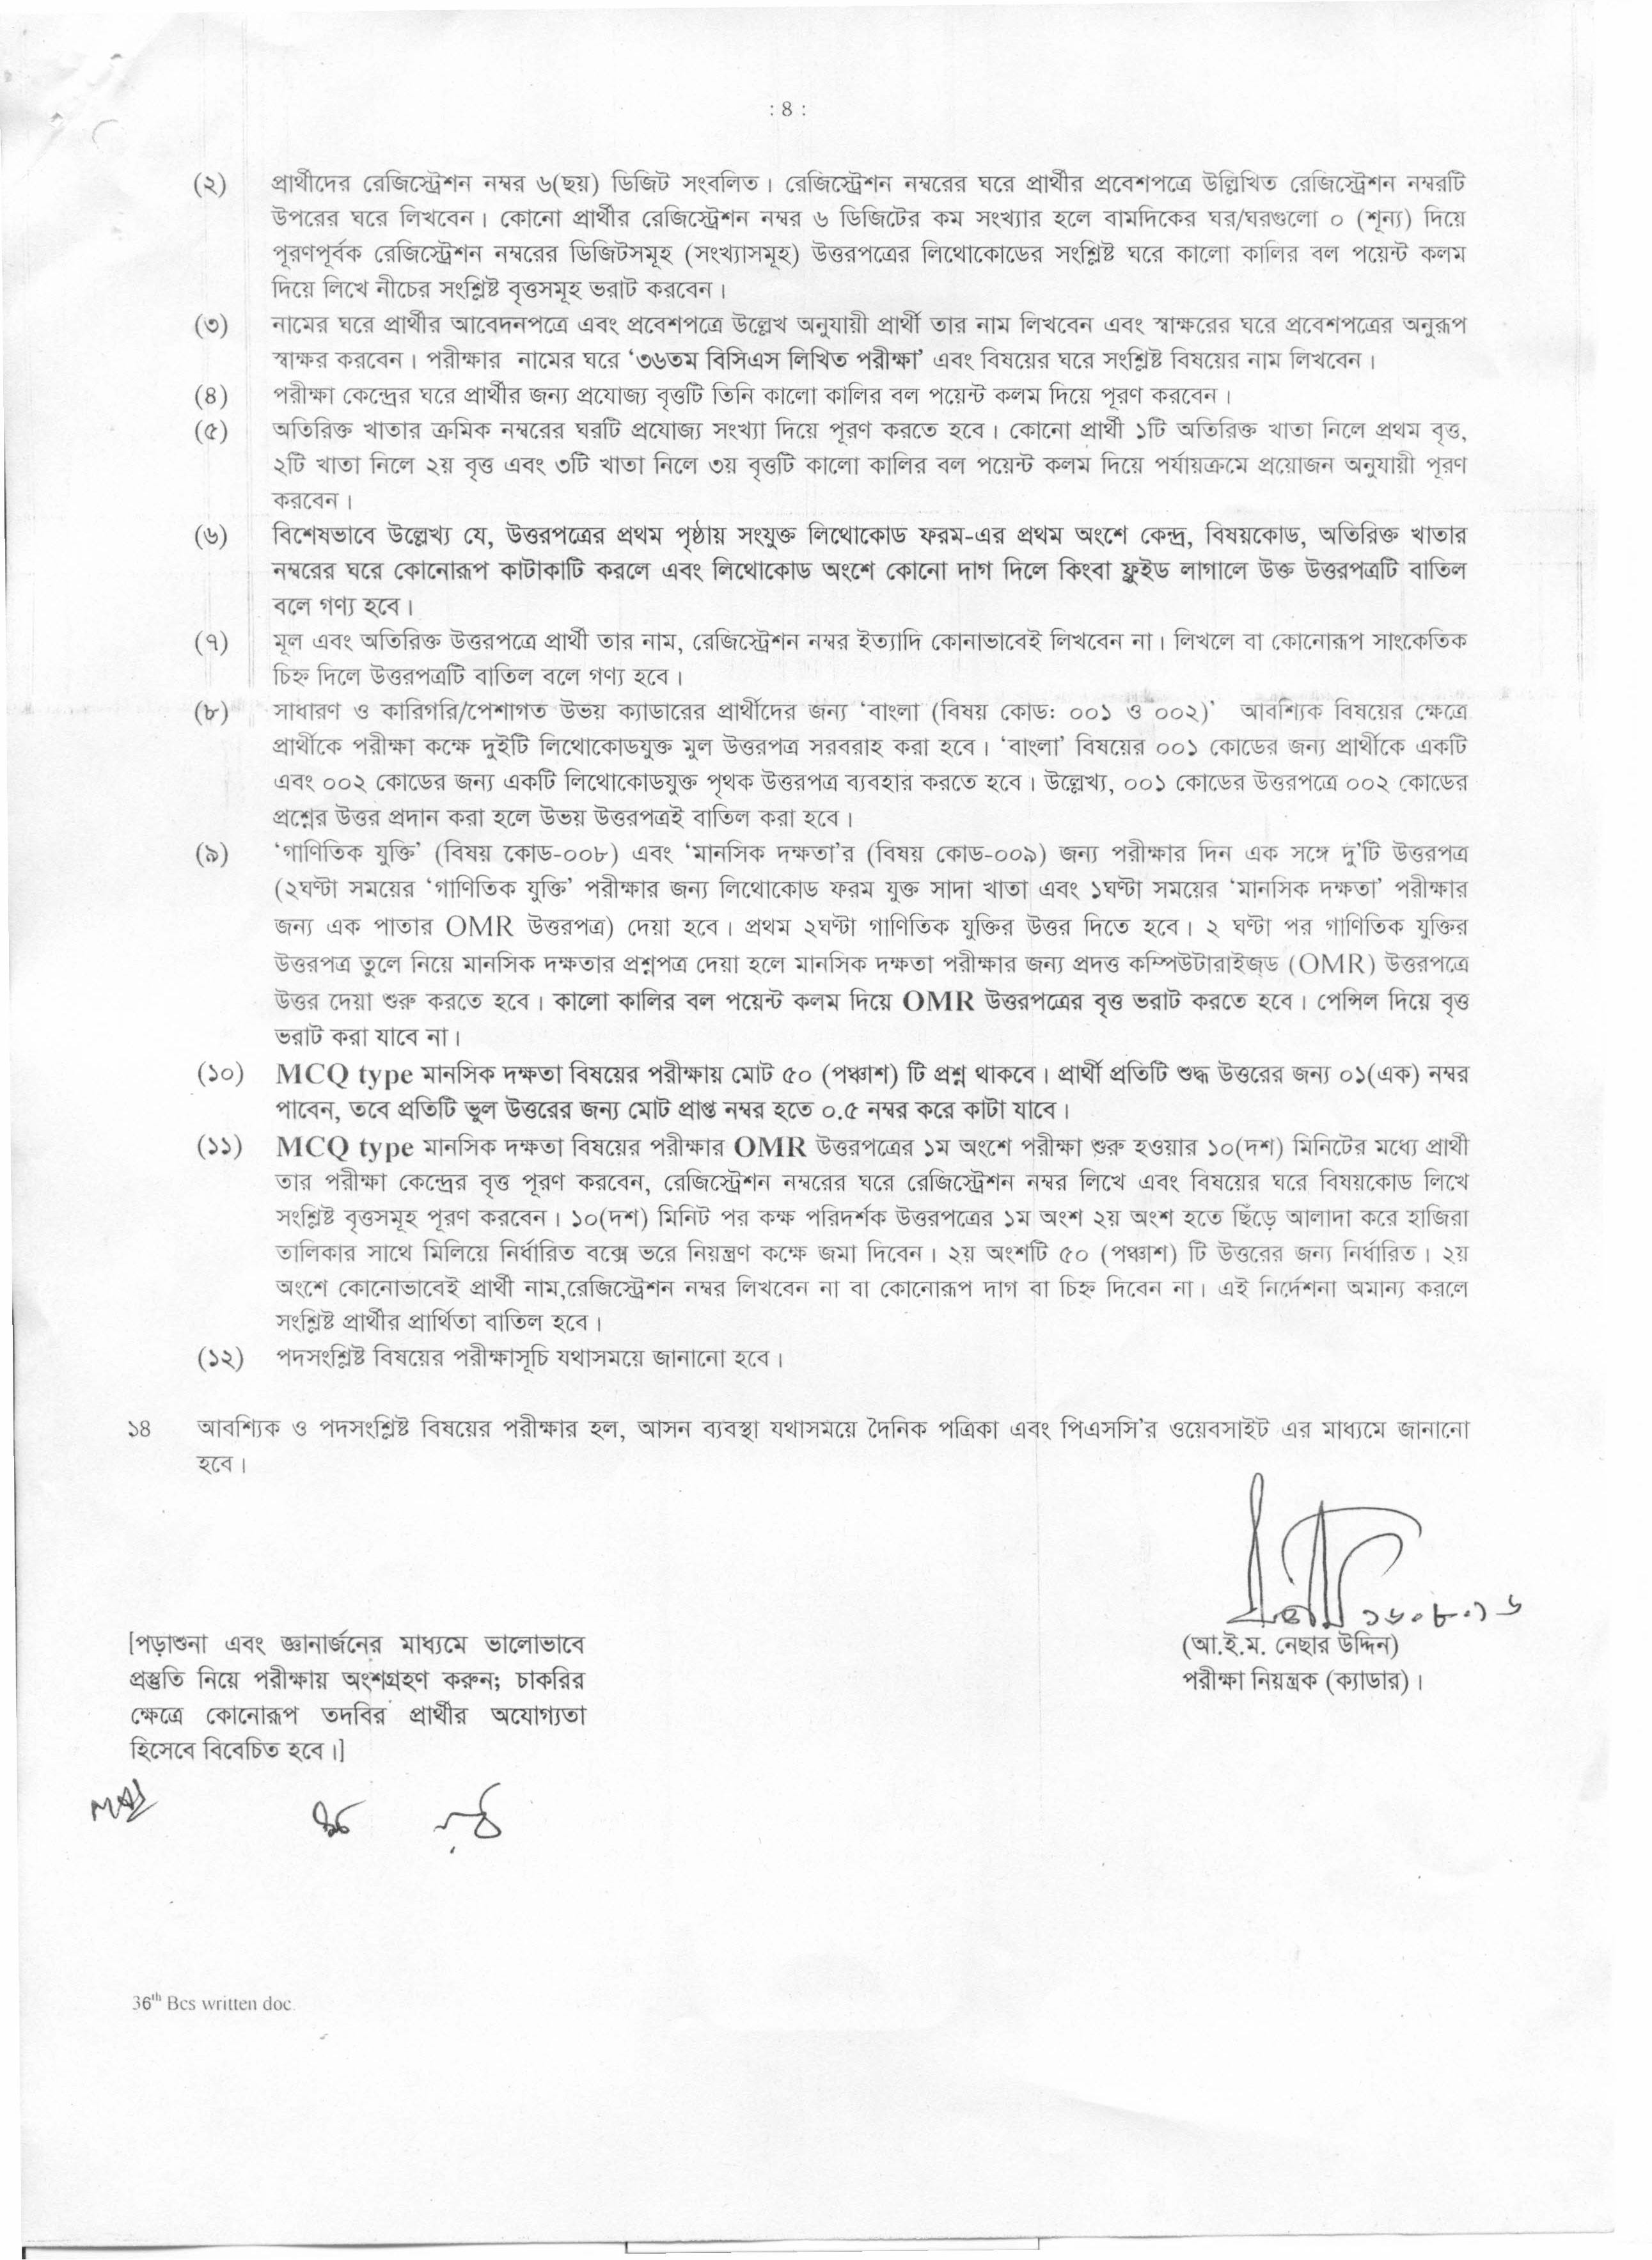 : 8 :
(২) প্রার্থীদের রেজিস্ট্রেশন নম্বর ৬(ছয়) ডিজিট সংবলিত। রেজিস্ট্রেশন নম্বরের ঘরে প্রার্থীর প্রবেশপত্রে উল্লিখিত রেজিস্ট্রেশন নম্বরটি
উপরের ঘরে লিখবেন। কোনো প্রার্থীর রেজিস্ট্রেশন নম্বর ৬ ডিজিটের কম সংখ্যার হলে বামদিকের ঘর/ঘরগুলো ০ (শূন্য) দিয়ে
পূরণপূর্বক রেজিস্ট্রেশন নম্বরের ডিজিটসমূহ (সংখ্যাসমূহ) উত্তরপত্রের লিথোকোডের সংশ্লিষ্ট ঘরে কালো কালির বল পয়েন্ট কলম
দিয়ে লিখে নীচের সংশ্লিষ্ট বৃত্তসমূহ ভরাট করবেন।
(৩) নামের ঘরে প্রার্থীর আবেদনপত্রে এবং প্রবেশপত্রে উল্লেখ অনুযায়ী প্রার্থী তার নাম লিখবেন এবং স্বাক্ষরের ঘরে প্রবেশপত্রের অনুরূপ
স্বাক্ষর করবেন। পরীক্ষার নামের ঘরে ‘৩৬তম বিসিএস লিখিত পরীক্ষা’ এবং বিষয়ের ঘরে সংশ্লিষ্ট বিষয়ের নাম লিখবেন।
(৪) পরীক্ষা কেন্দ্রের ঘরে প্রার্থীর জন্য প্রযোজ্য বৃত্তটি তিনি কালো কালির বল পয়েন্ট কলম দিয়ে পূরণ করবেন।
(৫) অতিরিক্ত খাতার ক্রমিক নম্বরের ঘরটি প্রযোজ্য সংখ্যা দিয়ে পূরণ করতে হবে। কোনো প্রার্থী ১টি অতিরিক্ত খাতা নিলে প্রথম বৃত্ত,
২টি খাতা নিলে ২য় বৃত্ত এবং ৩টি খাতা নিলে ৩য় বৃত্তটি কালো কালির বল পয়েন্ট কলম দিয়ে পর্যায়ক্রমে প্রয়োজন অনুযায়ী পূরণ
করবেন।
(৬) বিশেষভাবে উল্লেখ্য যে, উত্তরপত্রের প্রথম পৃষ্ঠায় সংযুক্ত লিথোকোড ফরম-এর প্রথম অংশে কেন্দ্র, বিষয়কোড, অতিরিক্ত খাতার
নম্বরের ঘরে কোনোরূপ কাটাকাটি করলে এবং লিথোকোড অংশে কোনো দাগ দিলে কিংবা ফ্লুইড লাগালে উক্ত উত্তরপত্রটি বাতিল
বলে গণ্য হবে।
(৭) মূল এবং অতিরিক্ত উত্তরপত্রে প্রার্থী তার নাম, রেজিস্ট্রেশন নম্বর ইত্যাদি কোনাভাবেই লিখবেন না। লিখলে বা কোনোরূপ সাংকেতিক
চিহ্ন দিলে উত্তরপত্রটি বাতিল বলে গণ্য হবে।
(৮) সাধারণ ও কারিগরি/পেশাগত উভয় ক্যাডারের প্রার্থীদের জন্য ‘বাংলা (বিষয় কোড: ০০১ ও ০০২)’ আবশ্যিক বিষয়ের ক্ষেত্রে
প্রার্থীকে পরীক্ষা কক্ষে দুইটি লিথোকোডযুক্ত মুল উত্তরপত্র সরবরাহ করা হবে। ‘বাংলা’ বিষয়ের ০০১ কোডের জন্য প্রার্থীকে একটি
এবং ০০২ কোডের জন্য একটি লিথোকোডযুক্ত পৃথক উত্তরপত্র ব্যবহার করতে হবে। উল্লেখ্য, ০০১ কোডের উত্তরপত্রে ০০২ কোডের
প্রশ্নের উত্তর প্রদান করা হলে উভয় উত্তরপত্রই বাতিল করা হবে।
(৯) ‘গাণিতিক যুক্তি’ (বিষয় কোড-০০৮) এবং ‘মানসিক দক্ষতা’র (বিষয় কোড-০০৯) জন্য পরীক্ষার দিন এক সঙ্গে দু’টি উত্তরপত্র
(২ঘণ্টা সময়ের ‘গাণিতিক যুক্তি’ পরীক্ষার জন্য লিথোকোড ফরম যুক্ত সাদা খাতা এবং ১ঘণ্টা সময়ের ‘মানসিক দক্ষতা’ পরীক্ষার
জন্য এক পাতার OMR উত্তরপত্র) দেয়া হবে। প্রথম ২ঘণ্টা গাণিতিক যুক্তির উত্তর দিতে হবে। ২ ঘণ্টা পর গাণিতিক যুক্তির
উত্তরপত্র তুলে নিয়ে মানসিক দক্ষতার প্রশ্নপত্র দেয়া হলে মানসিক দক্ষতা পরীক্ষার জন্য প্রদত্ত কম্পিউটারাইজ্‌ড (OMR) উত্তরপত্রে
উত্তর দেয়া শুরু করতে হবে। কালো কালির বল পয়েন্ট কলম দিয়ে OMR উত্তরপত্রের বৃত্ত ভরাট করতে হবে। পেন্সিল দিয়ে বৃত্ত
ভরাট করা যাবে না।
(১০) MCQ type মানসিক দক্ষতা বিষয়ের পরীক্ষায় মোট ৫০ (পঞ্চাশ) টি প্রশ্ন থাকবে। প্রার্থী প্রতিটি শুদ্ধ উত্তরের জন্য ০১(এক) নম্বর
পাবেন, তবে প্রতিটি ভুল উত্তরের জন্য মোট প্রাপ্ত নম্বর হতে ০.৫ নম্বর করে কাটা যাবে।
(১১) MCQ type মানসিক দক্ষতা বিষয়ের পরীক্ষার OMR উত্তরপত্রের ১ম অংশে পরীক্ষা শুরু হওয়ার ১০(দশ) মিনিটের মধ্যে প্রার্থী
তার পরীক্ষা কেন্দ্রের বৃত্ত পূরণ করবেন, রেজিস্ট্রেশন নম্বরের ঘরে রেজিস্ট্রেশন নম্বর লিখে এবং বিষয়ের ঘরে বিষয়কোড লিখে
সংশ্লিষ্ট বৃত্তসমূহ পূরণ করবেন। ১০(দশ) মিনিট পর কক্ষ পরিদর্শক উত্তরপত্রের ১ম অংশ ২য় অংশ হতে ছিঁড়ে আলাদা করে হাজিরা
তালিকার সাথে মিলিয়ে নির্ধারিত বক্সে ভরে নিয়ন্ত্রণ কক্ষে জমা দিবেন। ২য় অংশটি ৫০ (পঞ্চাশ) টি উত্তরের জন্য নির্ধারিত। ২য়
অংশে কোনোভাবেই প্রার্থী নাম,রেজিস্ট্রেশন নম্বর লিখবেন না বা কোনোরূপ দাগ বা চিহ্ন দিবেন না। এই নির্দেশনা অমান্য করলে
সংশ্লিষ্ট প্রার্থীর প্রার্থিতা বাতিল হবে।
(১২) পদসংশ্লিষ্ট বিষয়ের পরীক্ষাসূচি যথাসময়ে জানানো হবে।
১৪ আবশ্যিক ও পদসংশ্লিষ্ট বিষয়ের পরীক্ষার হল, আসন ব্যবস্থা যথাসময়ে দৈনিক পত্রিকা এবং পিএসসি’র ওয়েবসাইট এর মাধ্যমে জানানো
হবে।
১৬.৮.১৬
(আ.ই.ম. নেছার উদ্দিন)
পরীক্ষা নিয়ন্ত্রক (ক্যাডার)।
[পড়াশুনা এবং জ্ঞানার্জনের মাধ্যমে ভালোভাবে
প্রস্তুতি নিয়ে পরীক্ষায় অংশগ্রহণ করুন; চাকরির
ক্ষেত্রে কোনোরূপ তদবির প্রার্থীর অযোগ্যতা
হিসেবে বিবেচিত হবে।]
36th Bcs written doc.